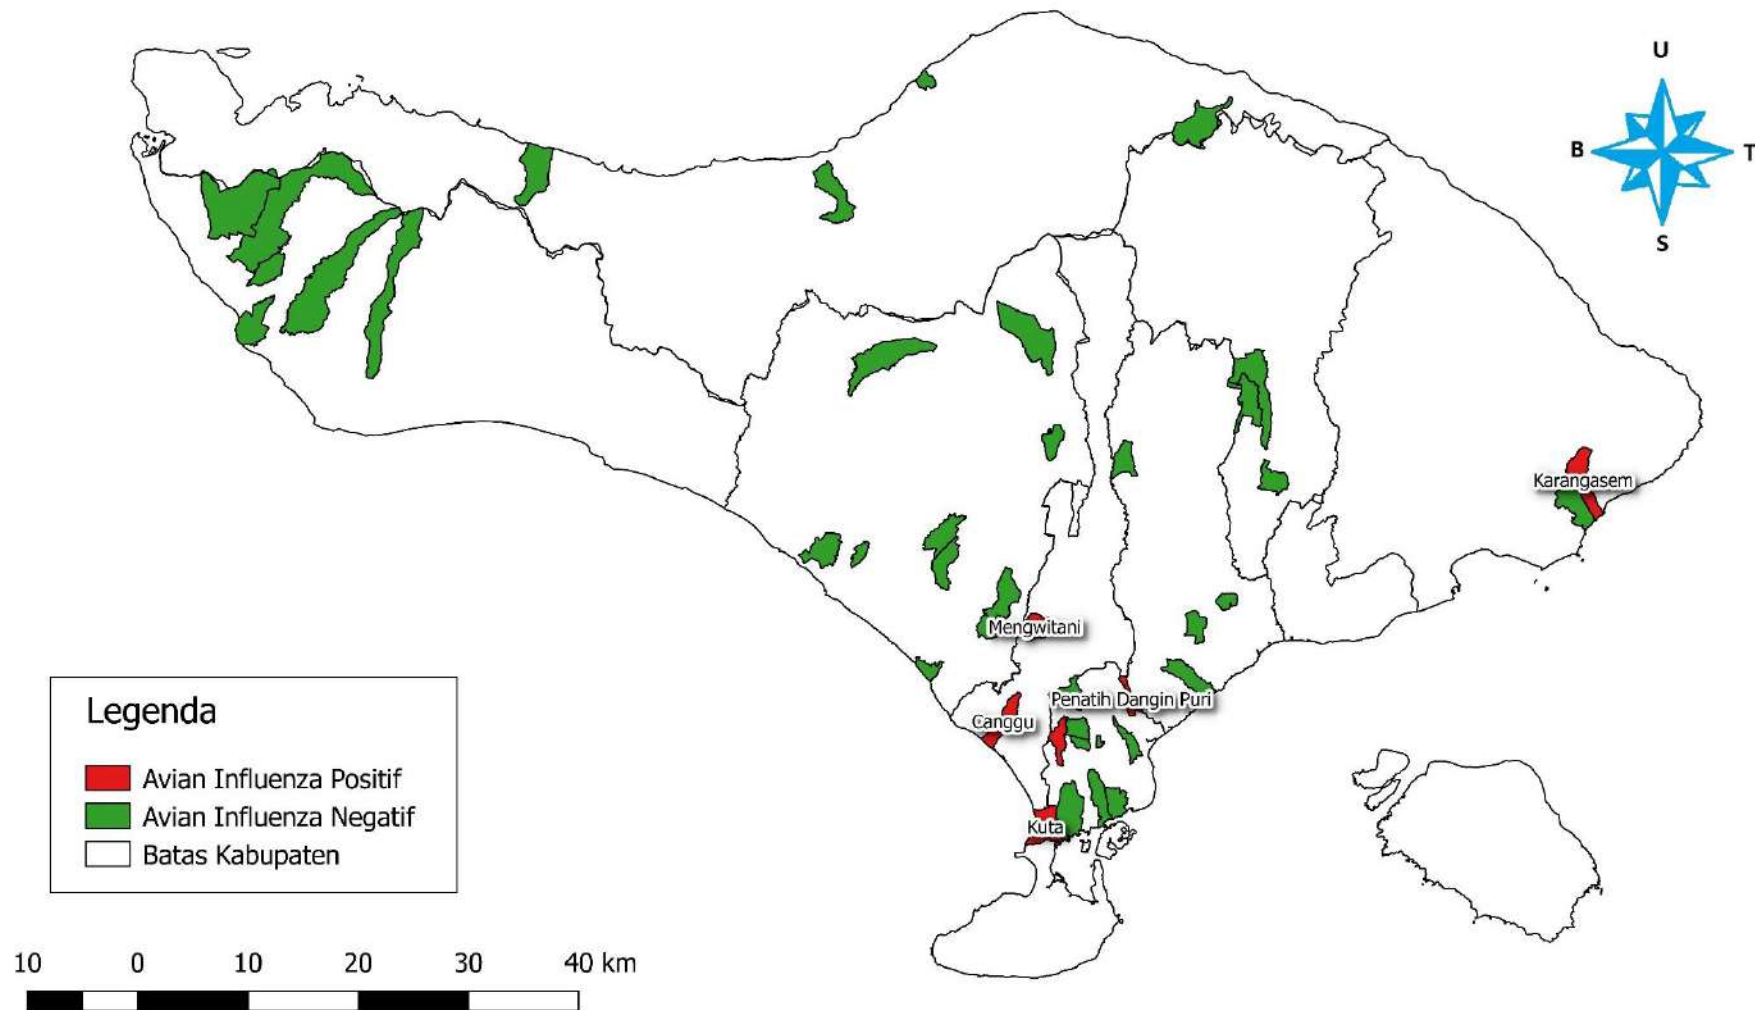 U
B
T
S
Karangasem
Mengwitani
Penatih Dangin Puri
Canggu
Kuta
Legenda
Avian Influenza Positif
Avian Influenza Negatif
Batas Kabupaten
10 0 10 20 30 40 km